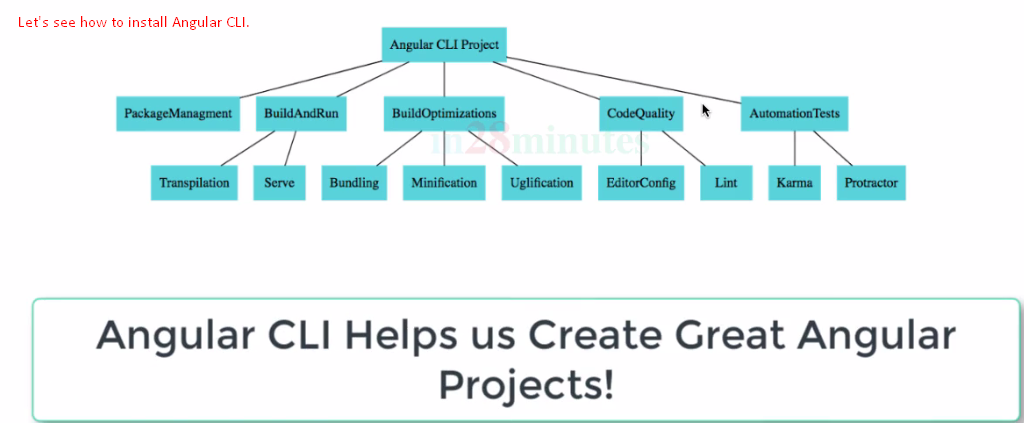 Let's see how to install Angular CLI.
Angular CLI Project
PackageManagment BuildAndRun BuildOptimizations CodeQuality AutomationTests
in28minutes
Transpilation Serve Bundling Minification Uglification EditorConfig Lint Karma Protractor
Angular CLI Helps us Create Great Angular
Projects!